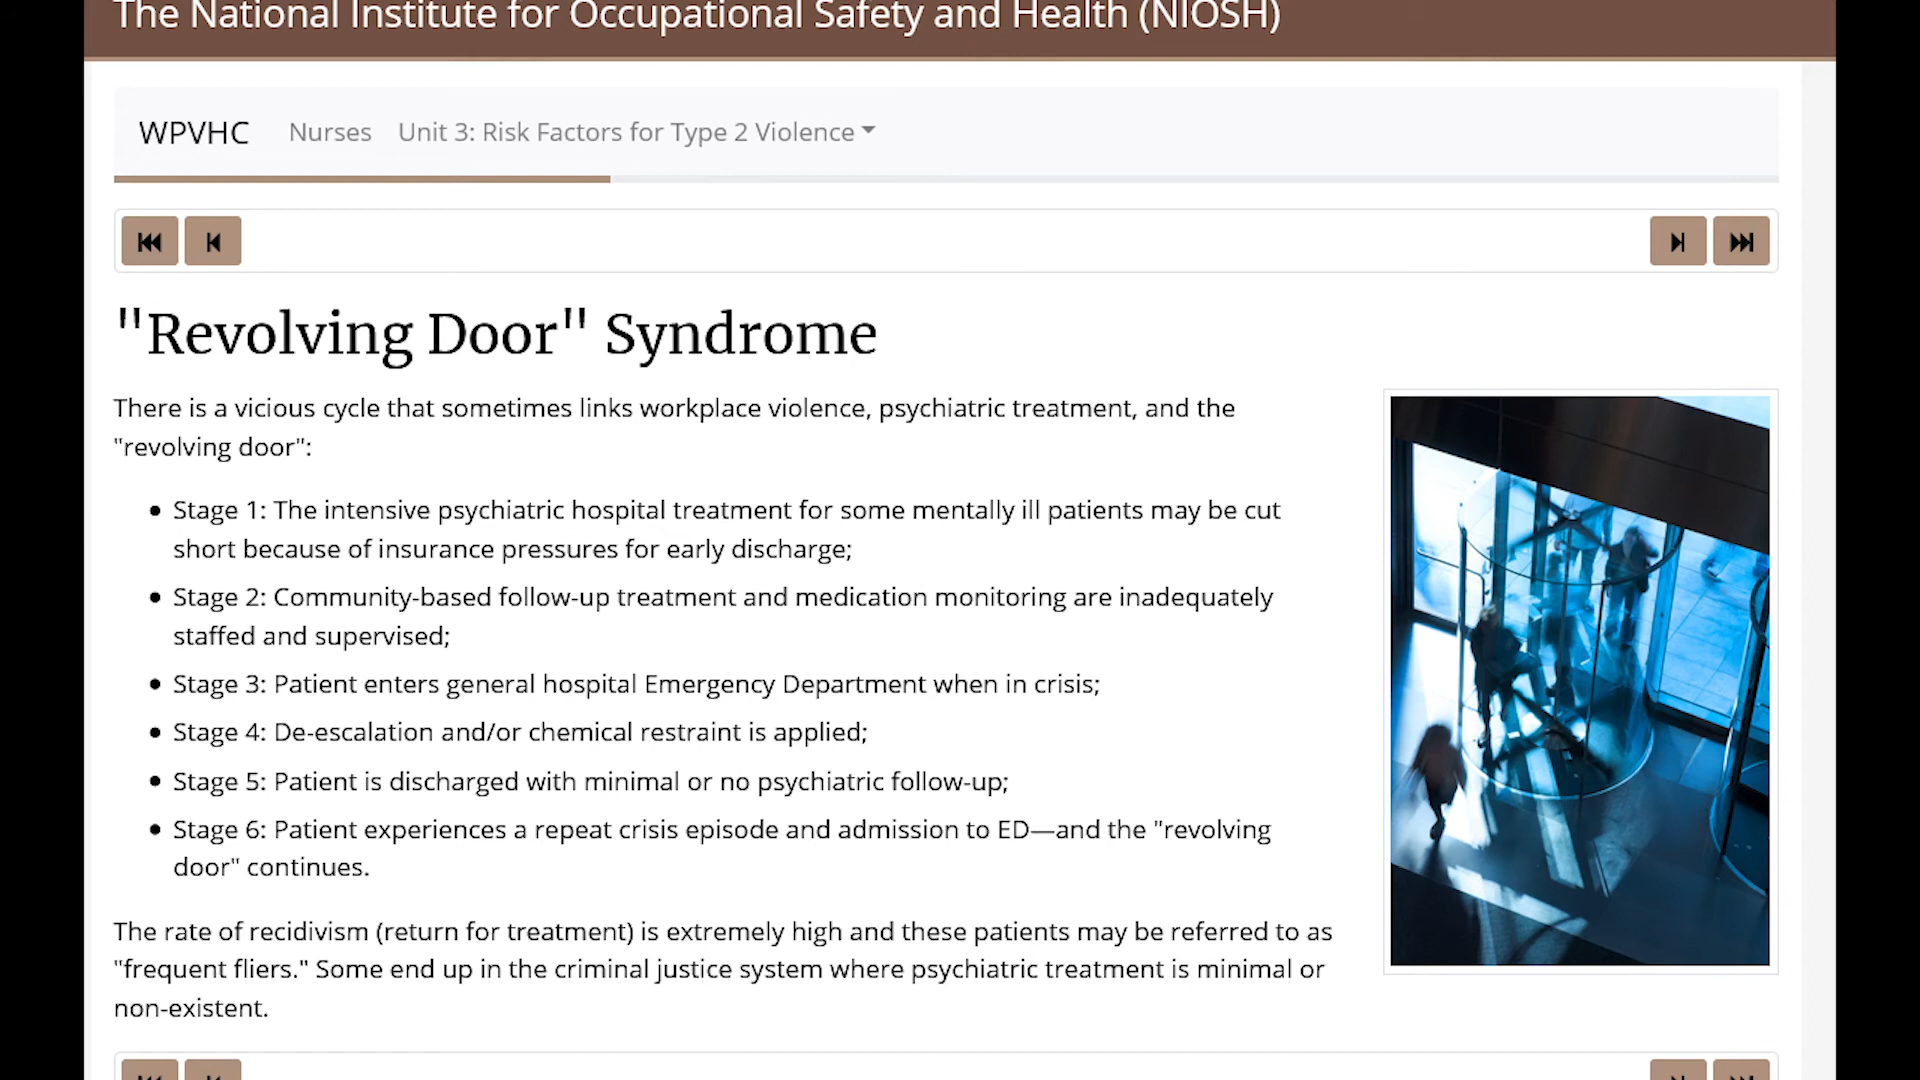 The National Institute for Occupational Safety and Health (NIOSH)
WPVHC Nurses Unit 3: Risk Factors for Type 2 Violence
"Revolving Door" Syndrome
There is a vicious cycle that sometimes links workplace violence, psychiatric treatment, and the
"revolving door":
• Stage 1: The intensive psychiatric hospital treatment for some mentally ill patients may be cut
short because of insurance pressures for early discharge;
• Stage 2: Community-based follow-up treatment and medication monitoring are inadequately
staffed and supervised;
• Stage 3: Patient enters general hospital Emergency Department when in crisis;
• Stage 4: De-escalation and/or chemical restraint is applied;
• Stage 5: Patient is discharged with minimal or no psychiatric follow-up;
• Stage 6: Patient experiences a repeat crisis episode and admission to ED—and the "revolving
door" continues.
The rate of recidivism (return for treatment) is extremely high and these patients may be referred to as
"frequent fliers." Some end up in the criminal justice system where psychiatric treatment is minimal or
non-existent.